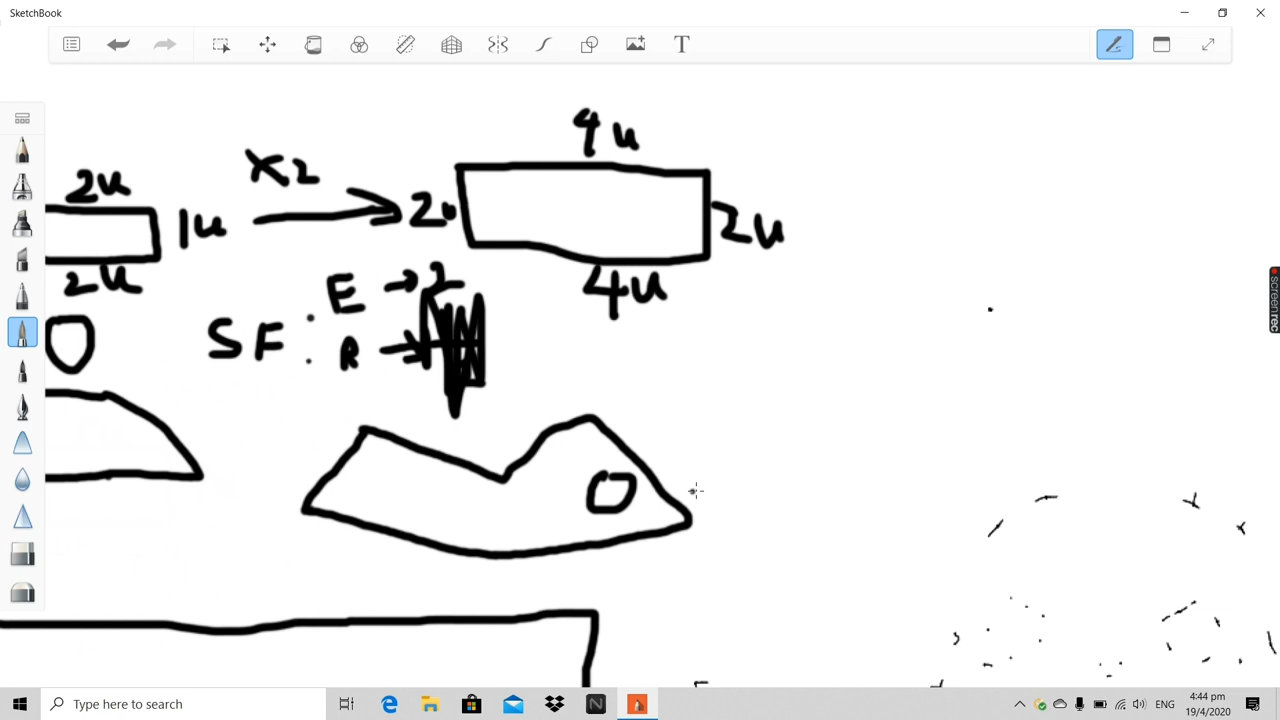 SketchBook
4u
x2
2u
2u
1u
2u
2u
4u
E → 2
SF :
R →
screenrec
Type here to search
ENG
4:44 pm
19/4/2020